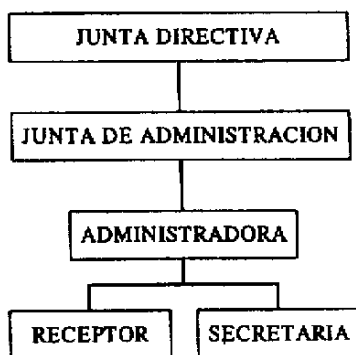 JUNTA DIRECTIVA
JUNTA DE ADMINISTRACION
ADMINISTRADORA
RECEPTOR
SECRETARIA